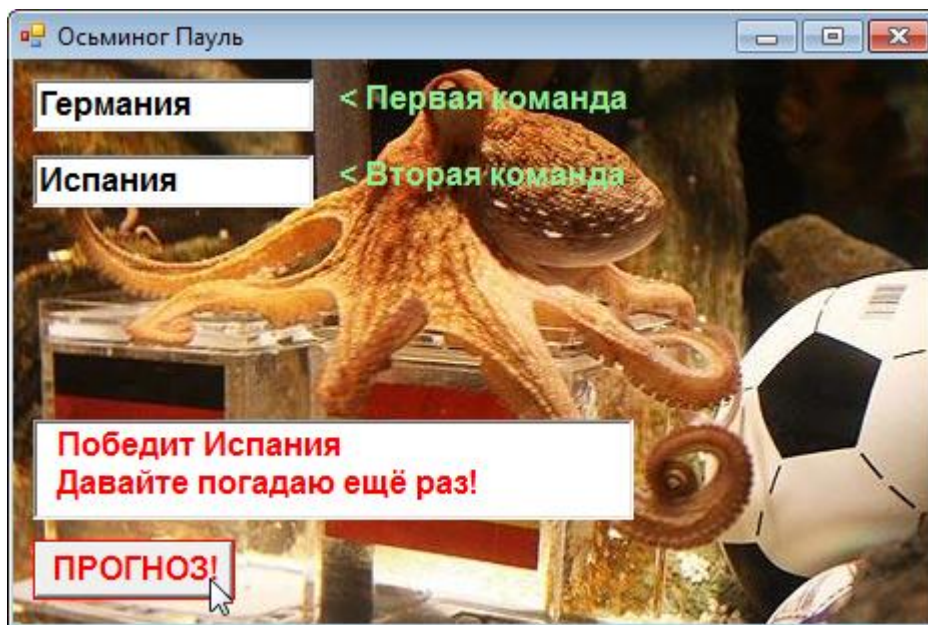 Осьминог Пауль
Германия
< Первая команда
Испания
< Вторая команда
Победит Испания
Давайте погадаю ещё раз!
ПРОГНОЗ!